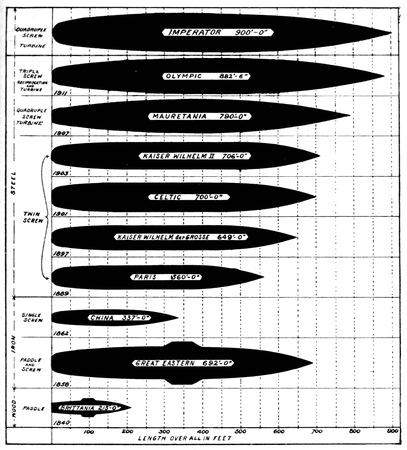 QUADRUPLE
SCREW
TURBINE
IMPERATOR 900'-0"
TRIPLE
SCREW
RECIPROCATING
AND
TURBINE
1911
OLYMPIC 882'-6"
QUADRUPLE
SCREW
TURBINE
1907
MAURETANIA 790'-0"
STEEL
TWIN
SCREW
KAISER WILHELM II 706'-0"
1903
CELTIC 700'-0"
1901
KAISER WILHELM DER GROSSE 649'-0"
1897
PARIS 560'-0"
1889
IRON
SINGLE
SCREW
CHINA 337'-0"
1862
PADDLE
AND
SCREW
GREAT EASTERN 692'-0"
1858
WOOD
PADDLE
BRITTANIA 213'-0"
1840
100 200 300 400 500 600 700 800 900
LENGTH OVER ALL IN FEET